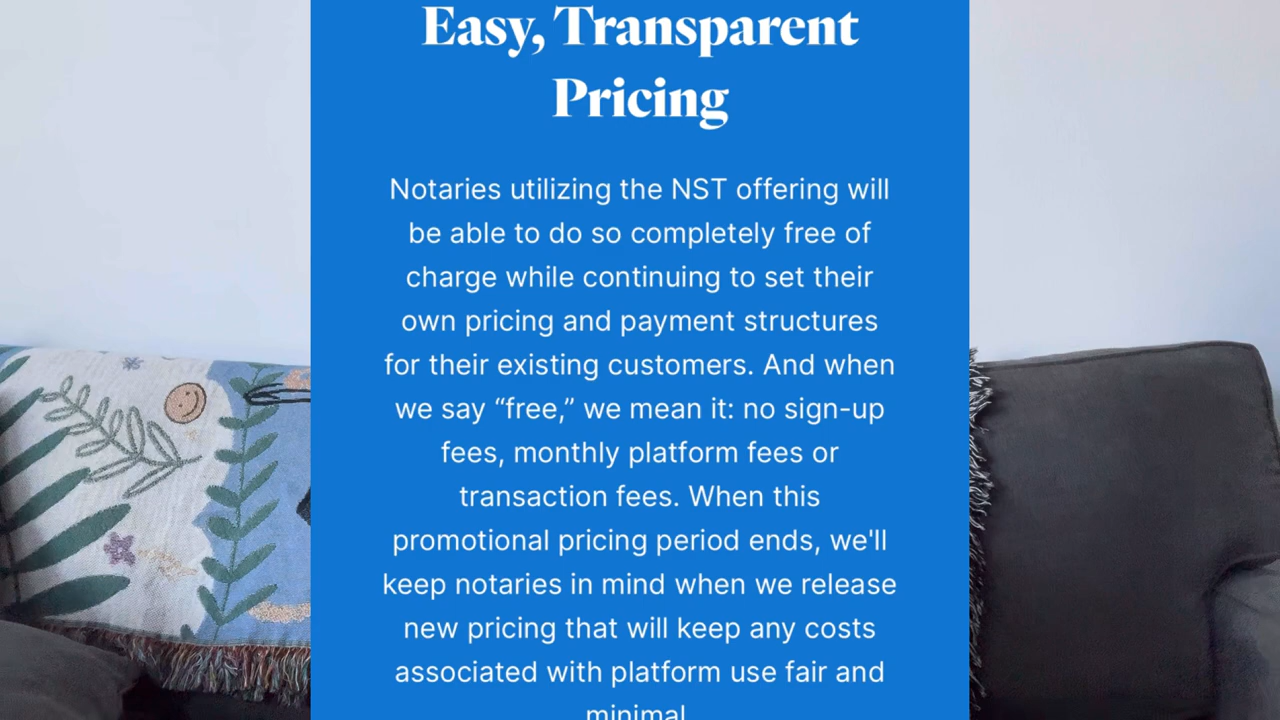 Easy, Transparent
Pricing
Notaries utilizing the NST offering will
be able to do so completely free of
charge while continuing to set their
own pricing and payment structures
for their existing customers. And when
we say “free,” we mean it: no sign-up
fees, monthly platform fees or
transaction fees. When this
promotional pricing period ends, we'll
keep notaries in mind when we release
new pricing that will keep any costs
associated with platform use fair and
minimal